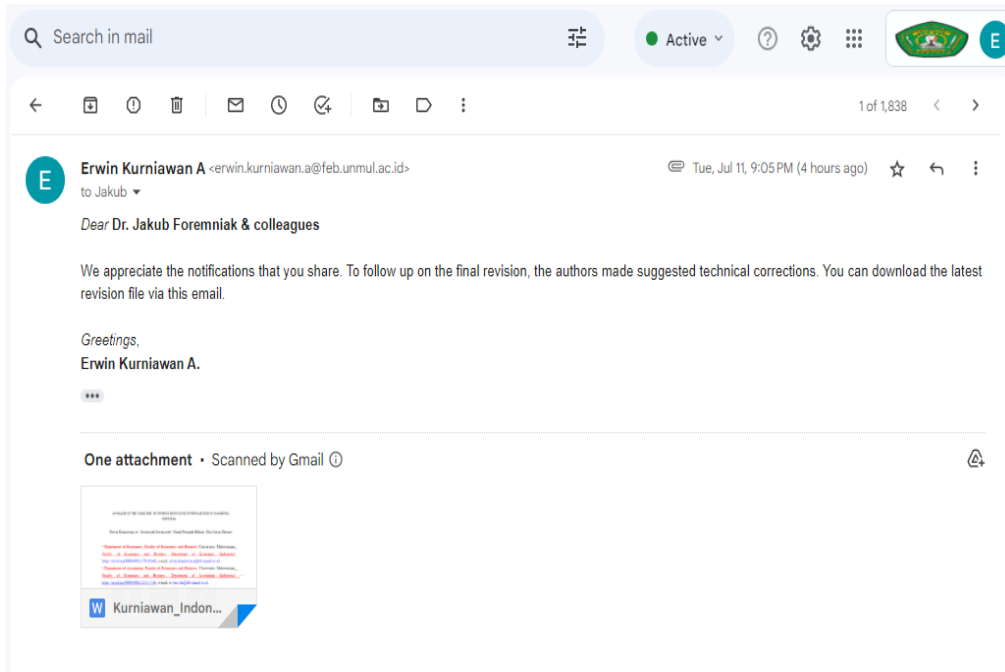 Search in mail
Active
E
1 of 1,838
E
Erwin Kurniawan A <erwin.kurniawan.a@feb.unmul.ac.id>
Tue, Jul 11, 9:05 PM (4 hours ago)
to Jakub
Dear Dr. Jakub Foremniak & colleagues
We appreciate the notifications that you share. To follow up on the final revision, the authors made suggested technical corrections. You can download the latest
revision file via this email.
Greetings,
Erwin Kurniawan A.
One attachment • Scanned by Gmail
W Kurniawan_Indon...